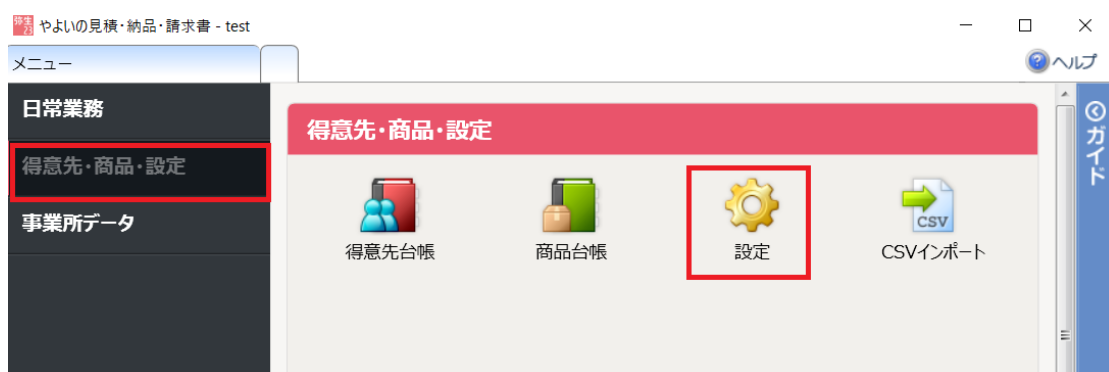 弥生
23
やよいの見積・納品・請求書 - test
メニュー
ヘルプ
日常業務
得意先・商品・設定
事業所データ
得意先・商品・設定
得意先台帳
商品台帳
設定
CSV
CSVインポート
ガイド